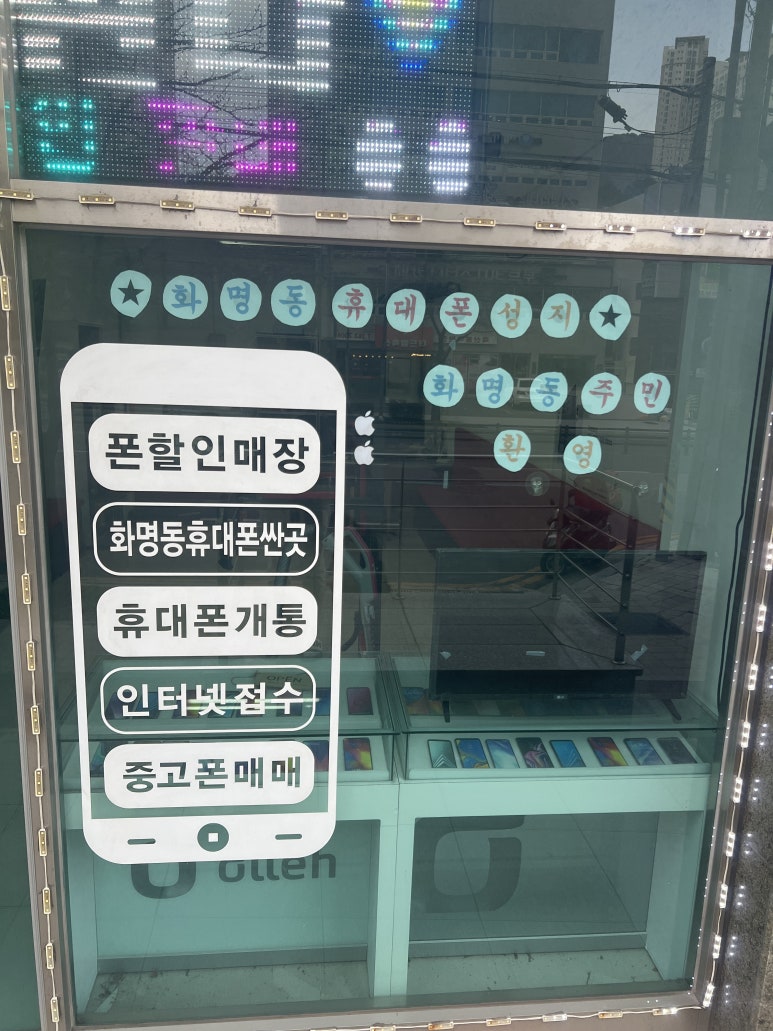 ★화명동휴대폰성지★
화명동주민
환영
폰할인매장
화명동휴대폰싼곳
휴대폰개통
인터넷접수
중고폰매매
OPEN
LG
olleh